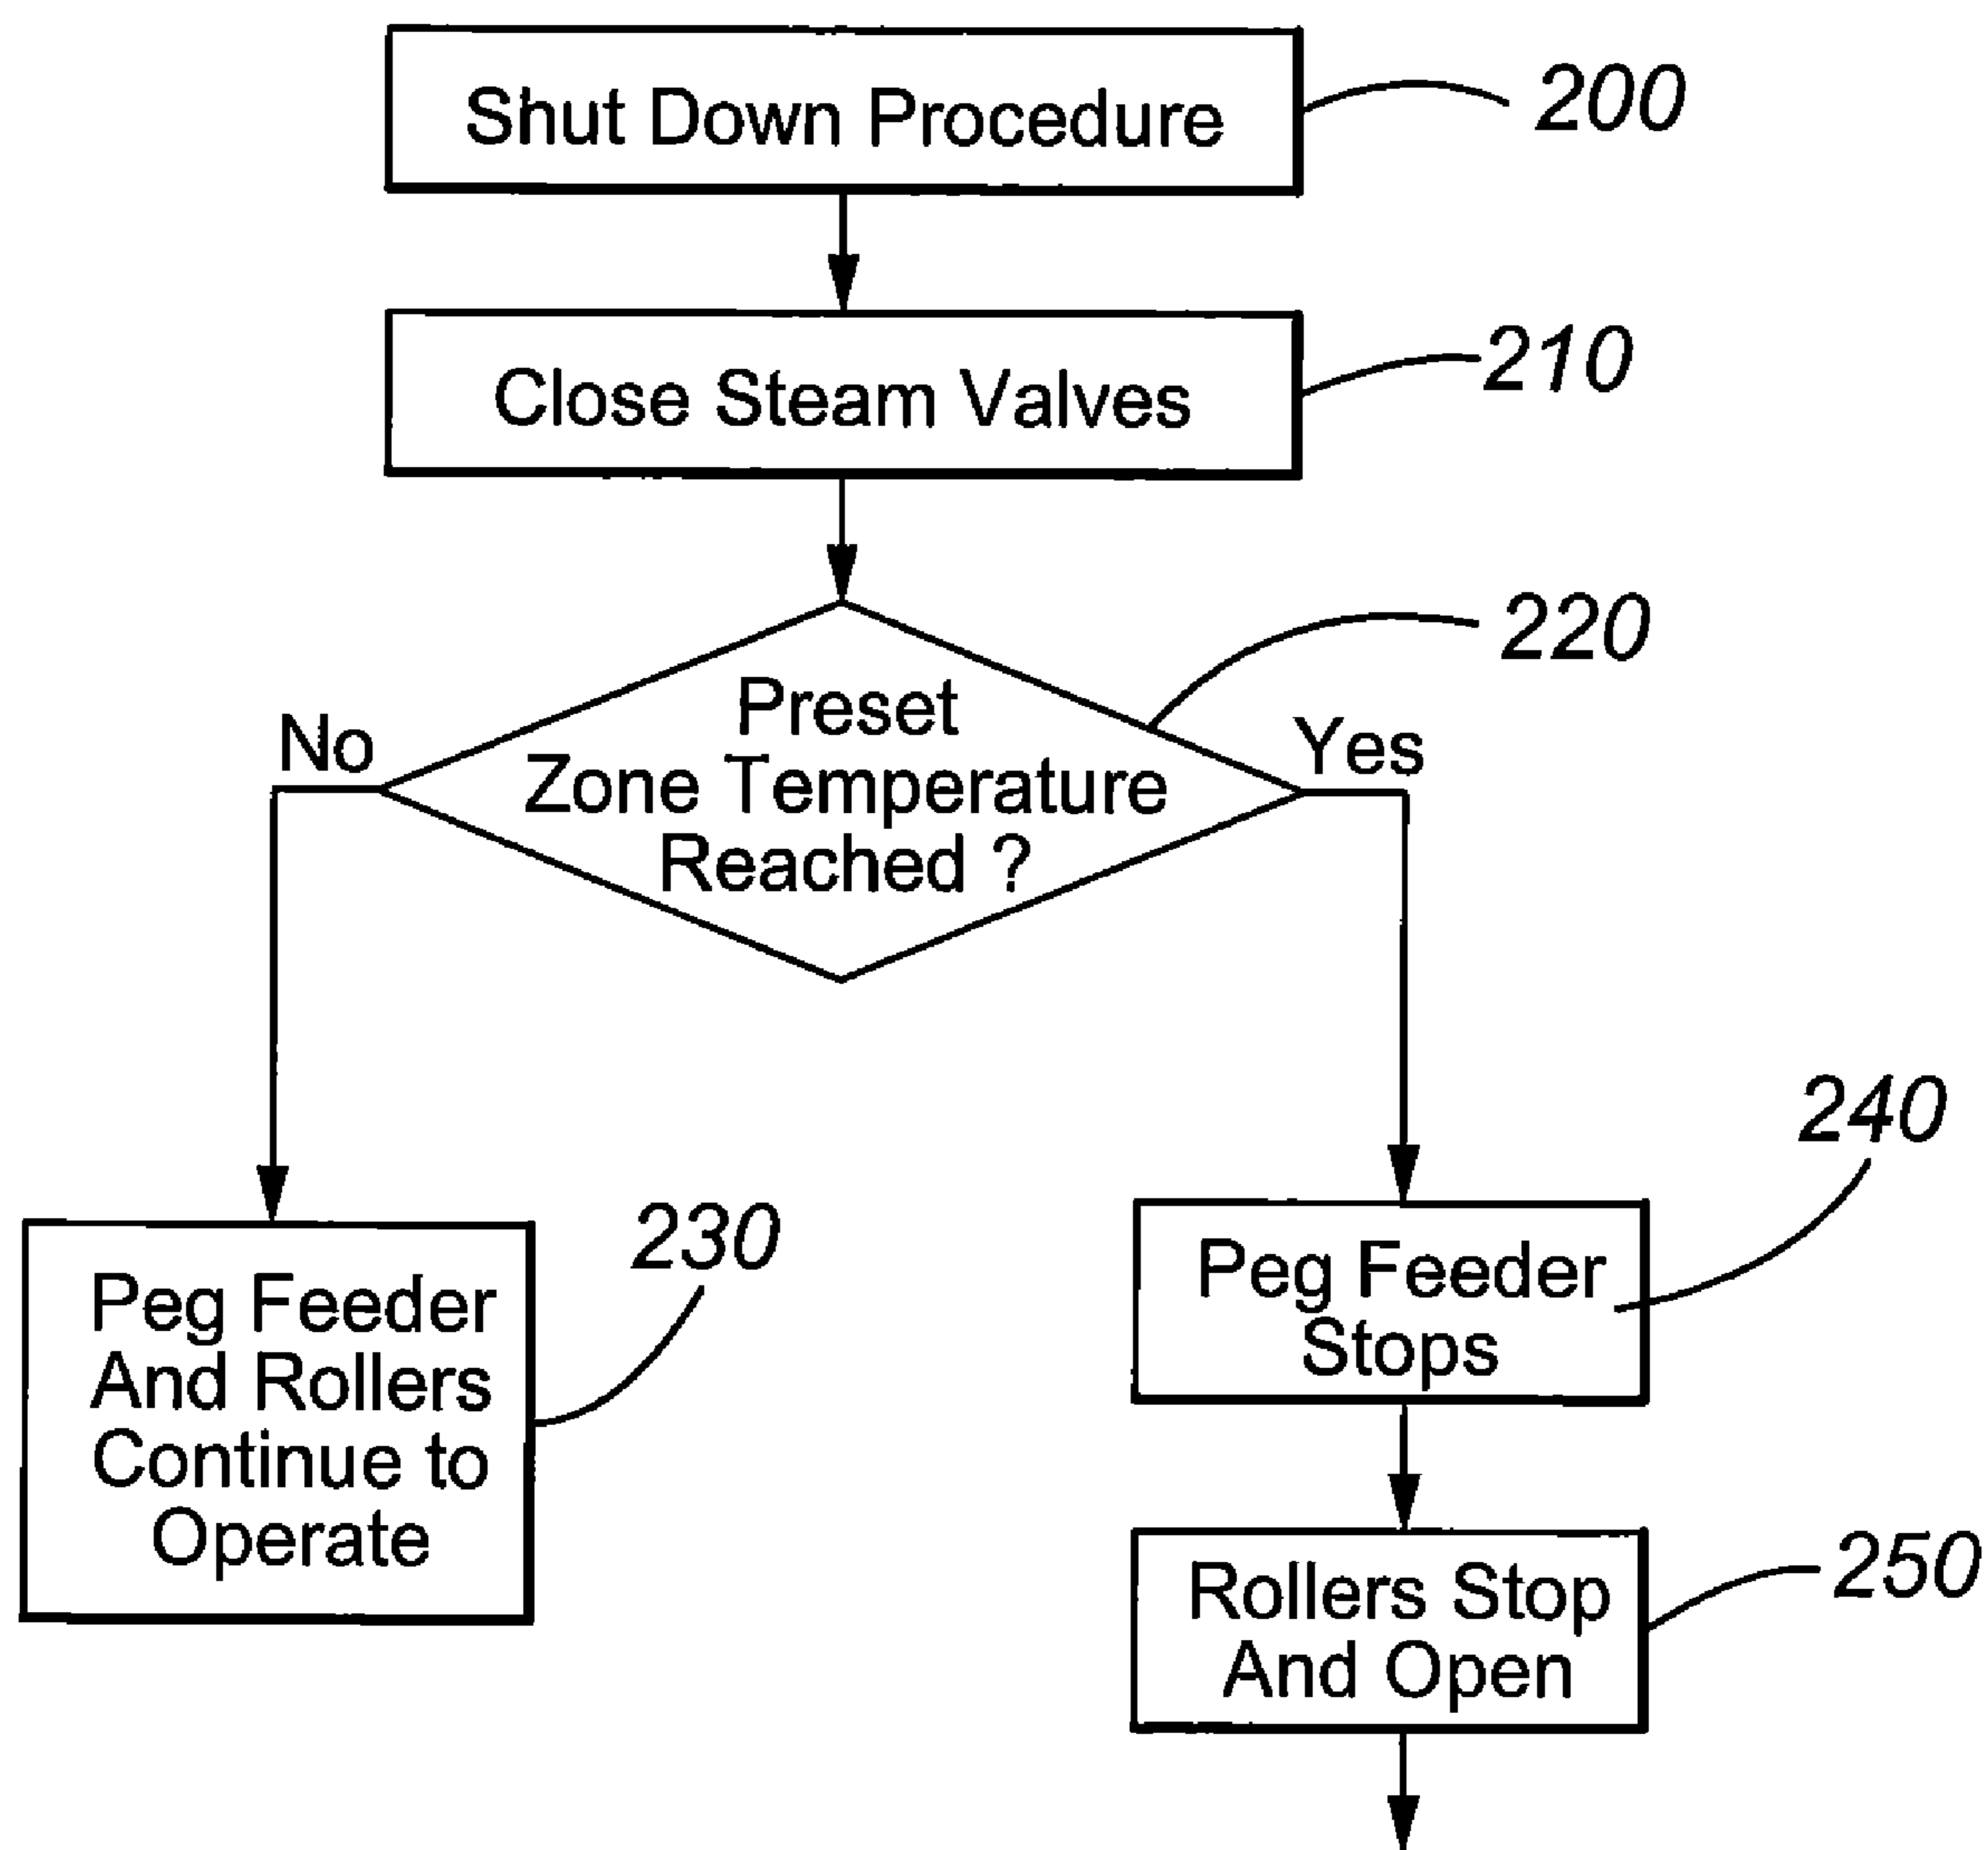 Shut Down Procedure
200
Close Steam Valves
210
220
Preset
Zone Temperature
Reached ?
No
Yes
230
Peg Feeder
And Rollers
Continue to
Operate
240
Peg Feeder
Stops
250
Rollers Stop
And Open